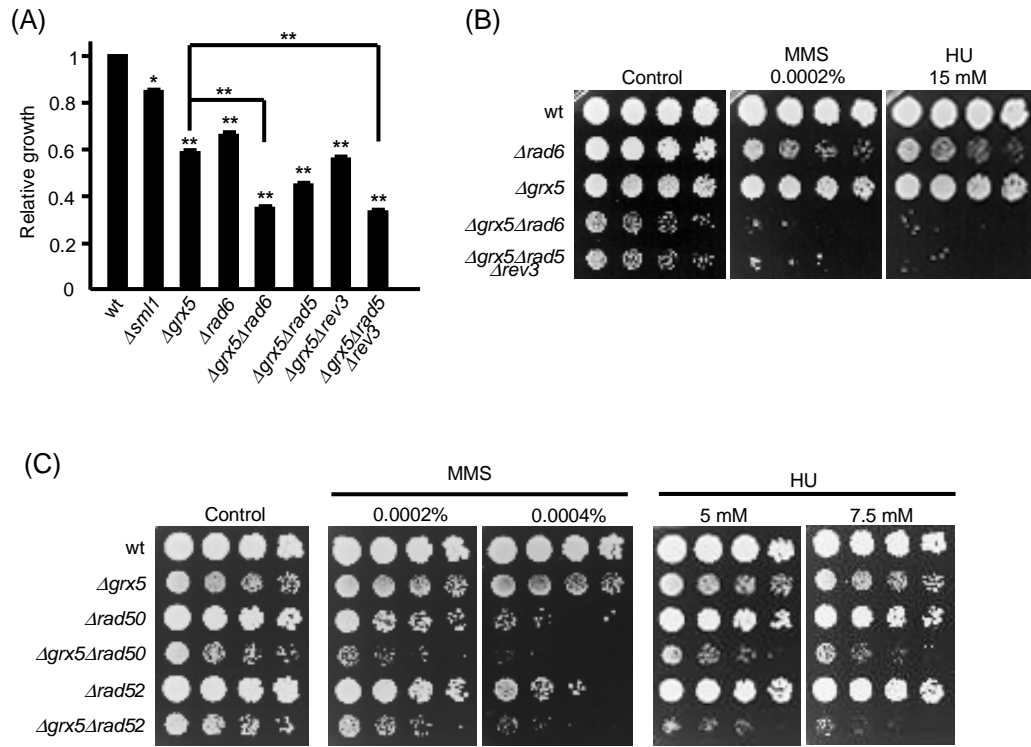 (A)
Relative growth
1
0.8
0.6
0.4
0.2
0
*
**
**
**
**
**
**
**
**
wt
Δsml1
Δgrx5
Δrad6
Δgrx5Δrad6
Δgrx5Δrad5
Δgrx5Δrev3
Δgrx5Δrad5
Δrev3
(B)
Control
MMS
0.0002%
HU
15 mM
wt
Δrad6
Δgrx5
Δgrx5Δrad6
Δgrx5Δrad5
Δrev3
(C)
MMS
HU
Control
0.0002%
0.0004%
5 mM
7.5 mM
wt
Δgrx5
Δrad50
Δgrx5Δrad50
Δrad52
Δgrx5Δrad52